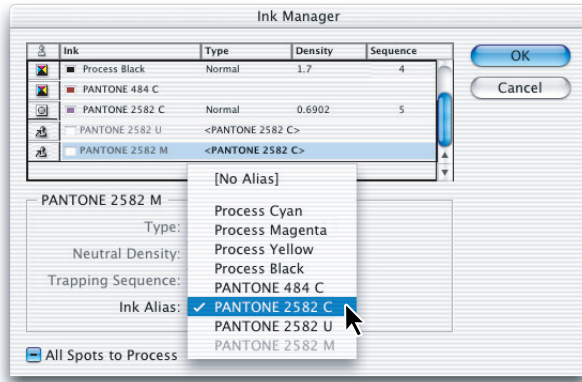 Ink Manager
Ink Type Density Sequence
Process Black Normal 1.7 4
PANTONE 484 C
PANTONE 2582 C Normal 0.6902 5
PANTONE 2582 U <PANTONE 2582 C>
PANTONE 2582 M <PANTONE 2582 C>
OK
Cancel
PANTONE 2582 M
Type:
Neutral Density:
Trapping Sequence:
Ink Alias:
[No Alias]
Process Cyan
Process Magenta
Process Yellow
Process Black
PANTONE 484 C
✓ PANTONE 2582 C
PANTONE 2582 U
PANTONE 2582 M
All Spots to Process